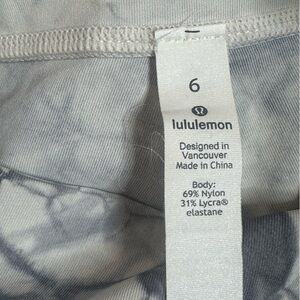 6
lululemon
Designed in
Vancouver
Made in China
Body:
69% Nylon
31% Lycra®
elastane